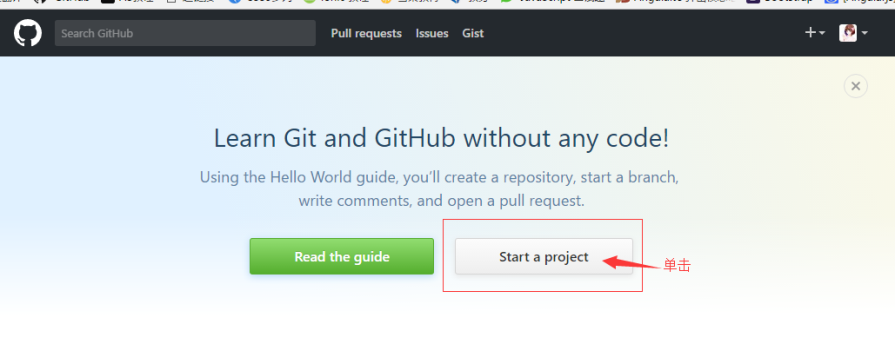 GitHub
Search GitHub
Pull requests
Issues
Gist
Learn Git and GitHub without any code!
Using the Hello World guide, you'll create a repository, start a branch,
write comments, and open a pull request.
Read the guide
Start a project
单击